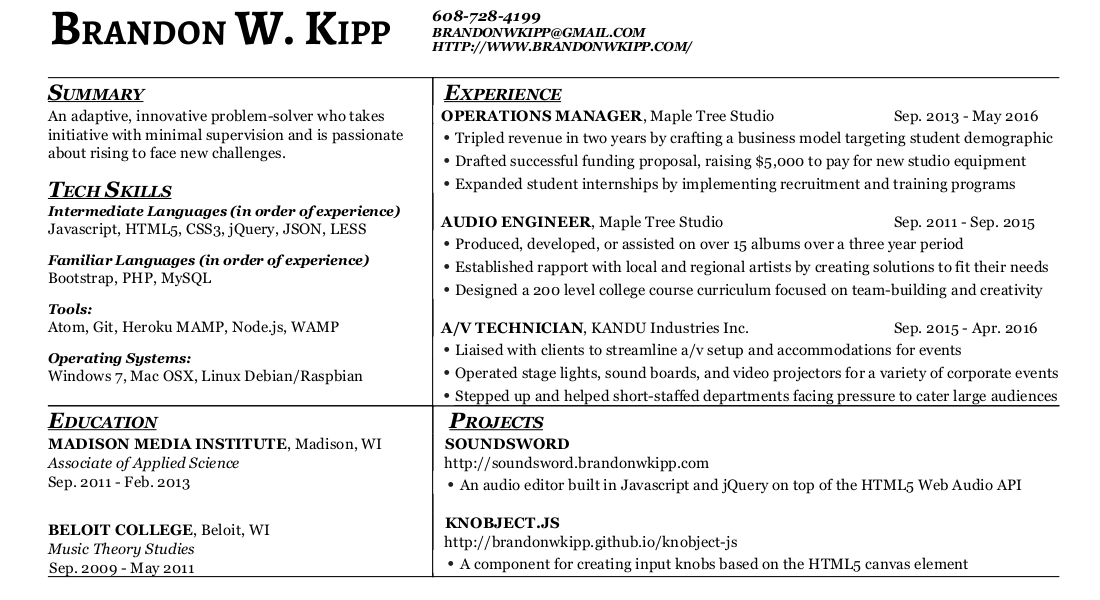 BRANDON W. KIPP
608-728-4199
BRANDONWKIPP@GMAIL.COM
HTTP://WWW.BRANDONWKIPP.COM/
SUMMARY
An adaptive, innovative problem-solver who takes
initiative with minimal supervision and is passionate
about rising to face new challenges.
TECH SKILLS
Intermediate Languages (in order of experience)
Javascript, HTML5, CSS3, jQuery, JSON, LESS
Familiar Languages (in order of experience)
Bootstrap, PHP, MySQL
Tools:
Atom, Git, Heroku MAMP, Node.js, WAMP
Operating Systems:
Windows 7, Mac OSX, Linux Debian/Raspbian
EDUCATION
MADISON MEDIA INSTITUTE, Madison, WI
Associate of Applied Science
Sep. 2011 - Feb. 2013
BELOIT COLLEGE, Beloit, WI
Music Theory Studies
Sep. 2009 - May 2011
EXPERIENCE
OPERATIONS MANAGER, Maple Tree Studio Sep. 2013 - May 2016
• Tripled revenue in two years by crafting a business model targeting student demographic
• Drafted successful funding proposal, raising $5,000 to pay for new studio equipment
• Expanded student internships by implementing recruitment and training programs
AUDIO ENGINEER, Maple Tree Studio Sep. 2011 - Sep. 2015
• Produced, developed, or assisted on over 15 albums over a three year period
• Established rapport with local and regional artists by creating solutions to fit their needs
• Designed a 200 level college course curriculum focused on team-building and creativity
A/V TECHNICIAN, KANDU Industries Inc. Sep. 2015 - Apr. 2016
• Liaised with clients to streamline a/v setup and accommodations for events
• Operated stage lights, sound boards, and video projectors for a variety of corporate events
• Stepped up and helped short-staffed departments facing pressure to cater large audiences
PROJECTS
SOUNDSWORD
http://soundsword.brandonwkipp.com
• An audio editor built in Javascript and jQuery on top of the HTML5 Web Audio API
KNOBJECT.JS
http://brandonwkipp.github.io/knobject-js
• A component for creating input knobs based on the HTML5 canvas element